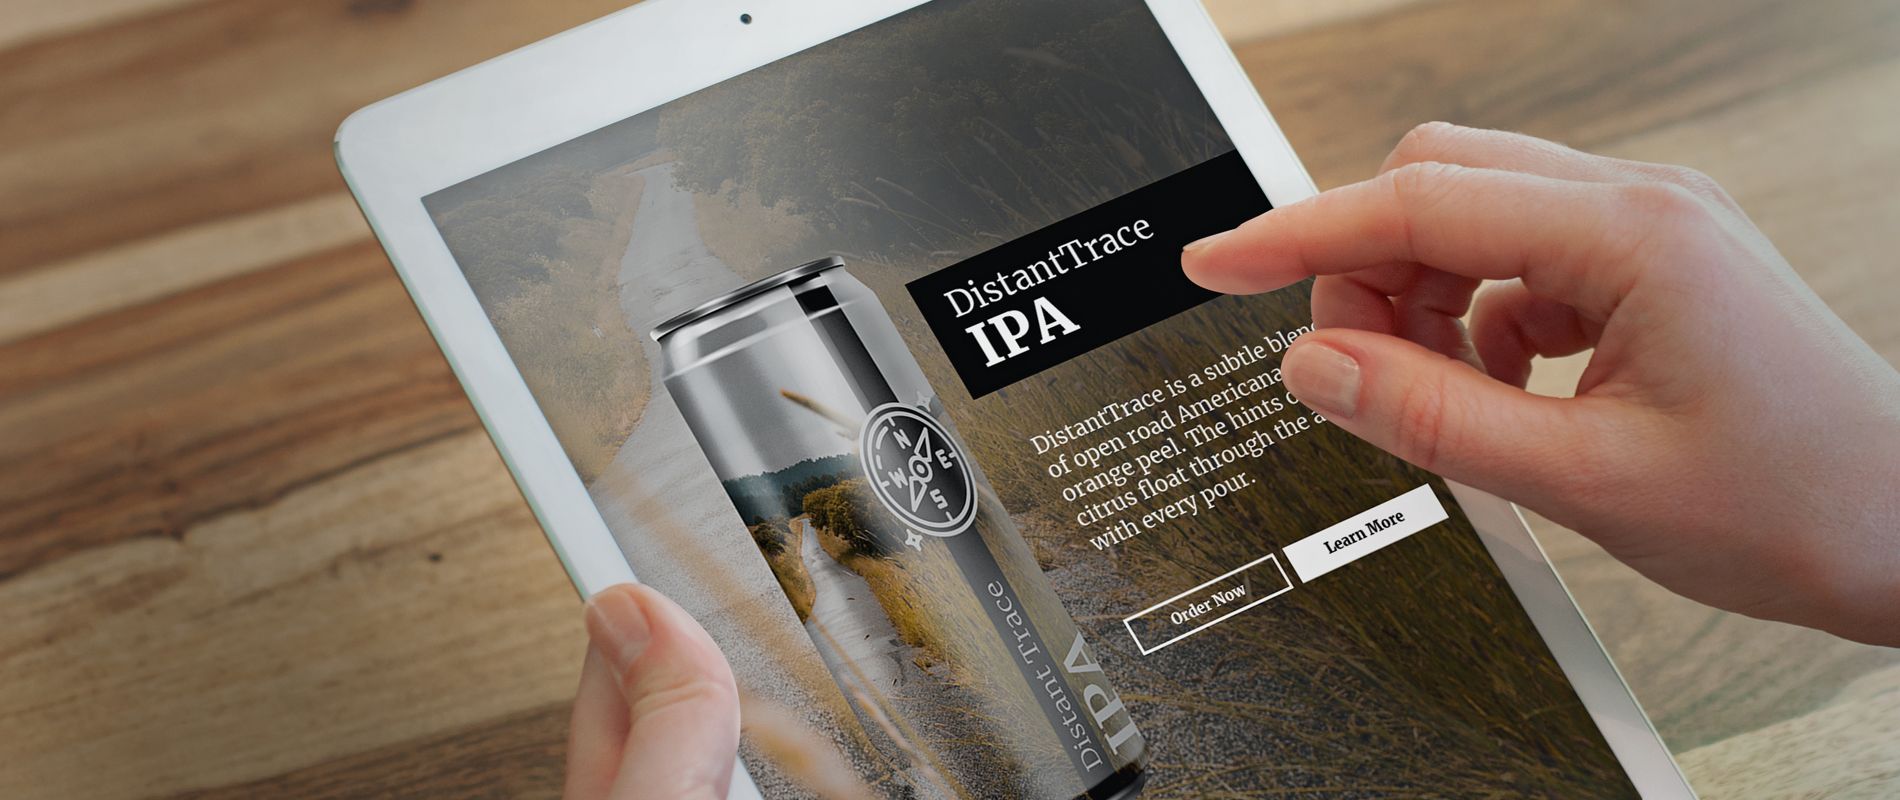 DistantTrace
IPA
DistantTrace is a subtle blend
of open road Americana
orange peel. The hints
citrus float through the
with every pour.
Order Now
Learn More
N
W E
S
Distant Trace
IPA